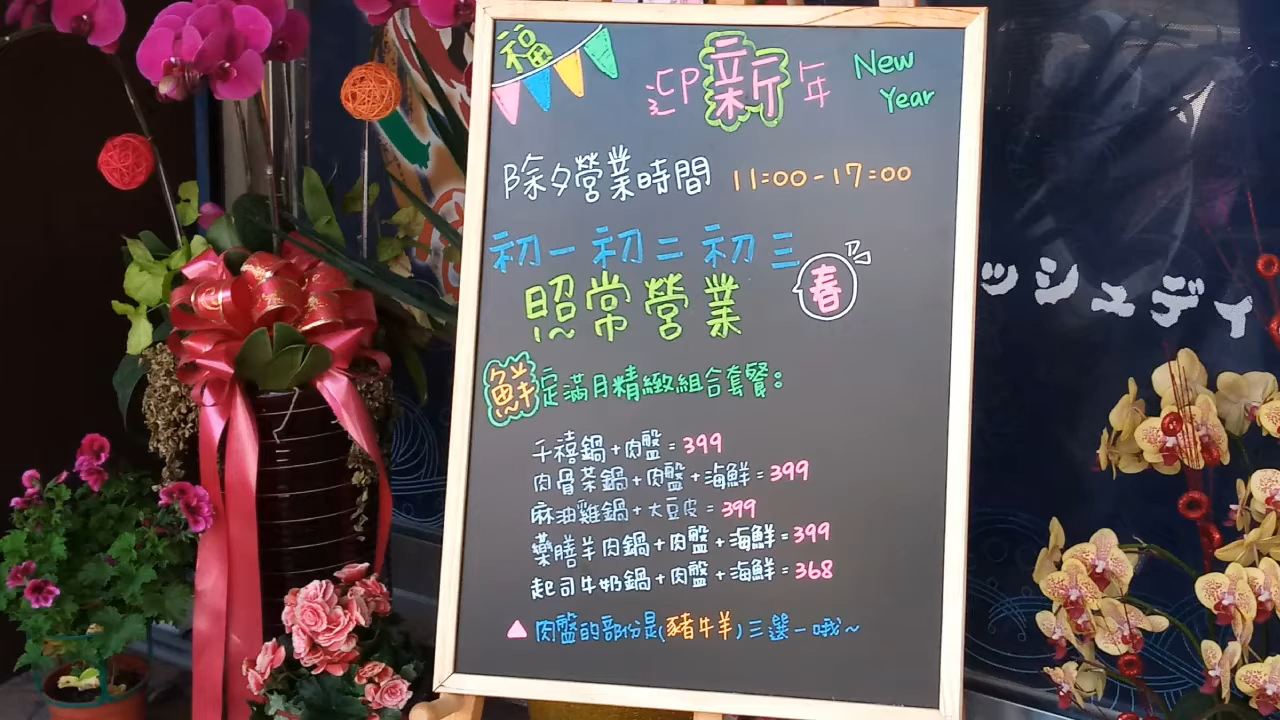 福
迎新年 New Year
除夕營業時間 11:00-17:00
初一初二初三
照常營業 春
鮮定滿月精緻組合套餐:
千禧鍋+肉盤=399
肉骨茶鍋+肉盤+海鮮=399
麻油雞鍋+大豆皮=399
藥膳羊肉鍋+肉盤+海鮮=399
起司牛奶鍋+肉盤+海鮮=368
▲肉盤的部份是(豬牛羊)三選一哦~
ッシュディ